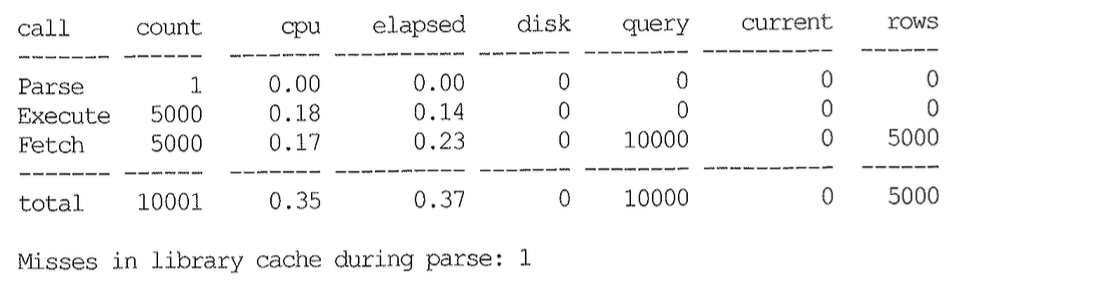 call     count       cpu    elapsed       disk      query    current       rows
------- ------  -------- ---------- ---------- ---------- ----------  ---------
Parse        1      0.00       0.00          0          0          0          0
Execute   5000      0.18       0.14          0          0          0          0
Fetch     5000      0.17       0.23          0      10000          0       5000
------- ------  -------- ---------- ---------- ---------- ----------  ---------
total    10001      0.35       0.37          0      10000          0       5000
Misses in library cache during parse: 1